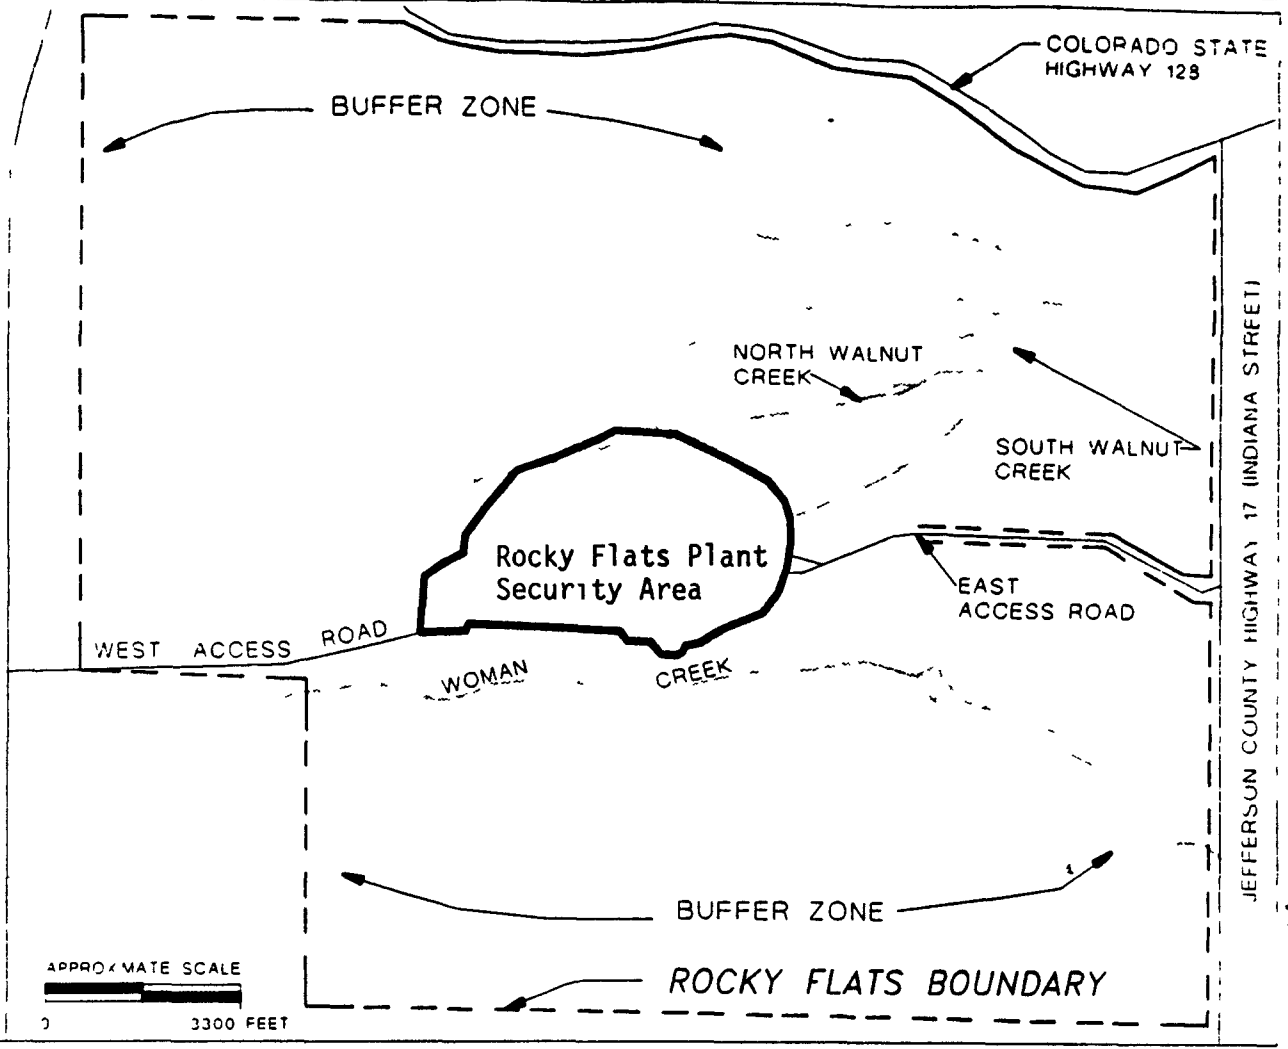 COLORADO STATE
HIGHWAY 128
BUFFER ZONE
NORTH WALNUT
CREEK
SOUTH WALNUT
CREEK
JEFFERSON COUNTY HIGHWAY 17 (INDIANA STREET)
Rocky Flats Plant
Security Area
EAST
ACCESS ROAD
WEST ACCESS ROAD
WOMAN CREEK
BUFFER ZONE
APPROXIMATE SCALE
0 3300 FEET
ROCKY FLATS BOUNDARY